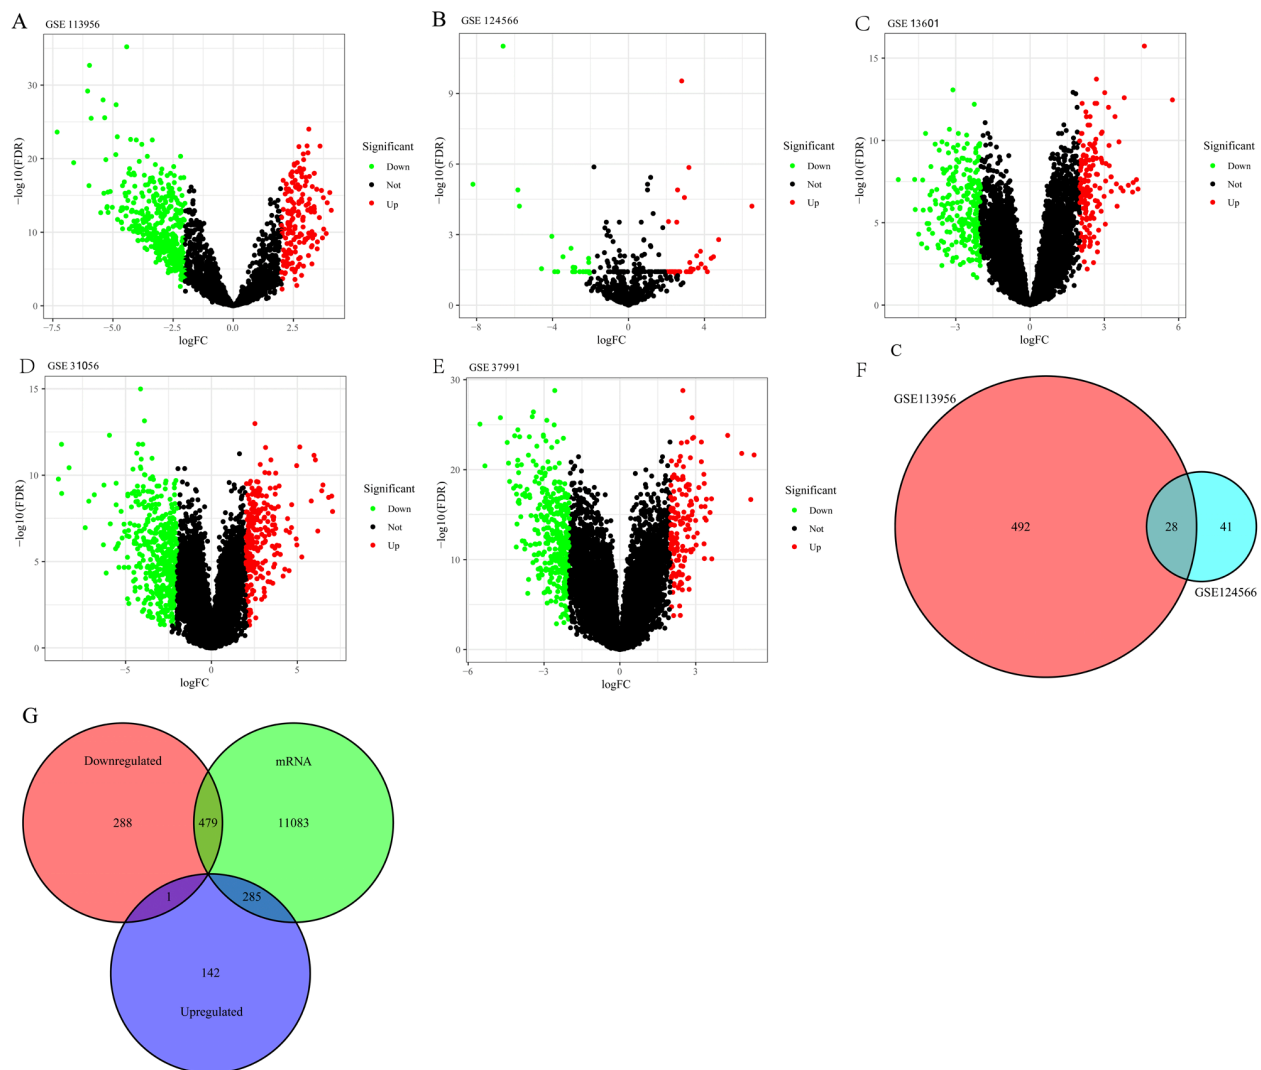 A
GSE 113956
−log10(FDR)
30
20
10
0
−7.5
−5.0
−2.5
0.0
2.5
logFC
Significant
Down
Not
Up
B
GSE 124566
−log10(FDR)
9
6
3
0
−8
−4
0
4
logFC
Significant
Down
Not
Up
C
GSE 13601
−log10(FDR)
15
10
5
0
−3
0
3
6
logFC
Significant
Down
Not
Up
D
GSE 31056
−log10(FDR)
15
10
5
0
−5
0
5
logFC
Significant
Down
Not
Up
E
GSE 37991
−log10(FDR)
30
20
10
0
−6
−3
0
3
logFC
Significant
Down
Not
Up
C
F
GSE113956
492
28
41
GSE124566
G
Downregulated
mRNA
288
479
11083
1
285
142
Upregulated